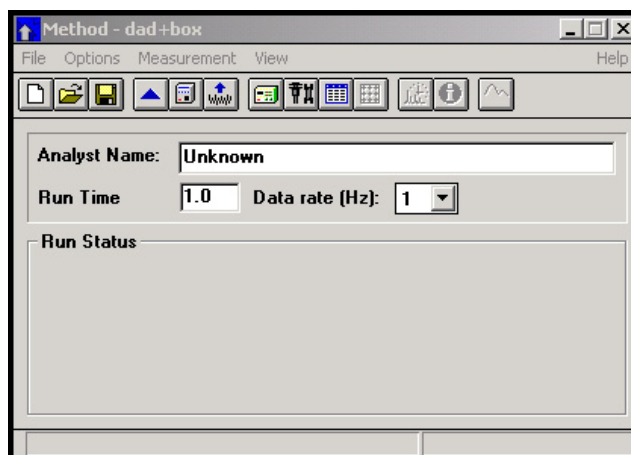 Method - dad+box
File Options Measurement View Help
Analyst Name: Unknown
Run Time 1.0 Data rate (Hz): 1
Run Status